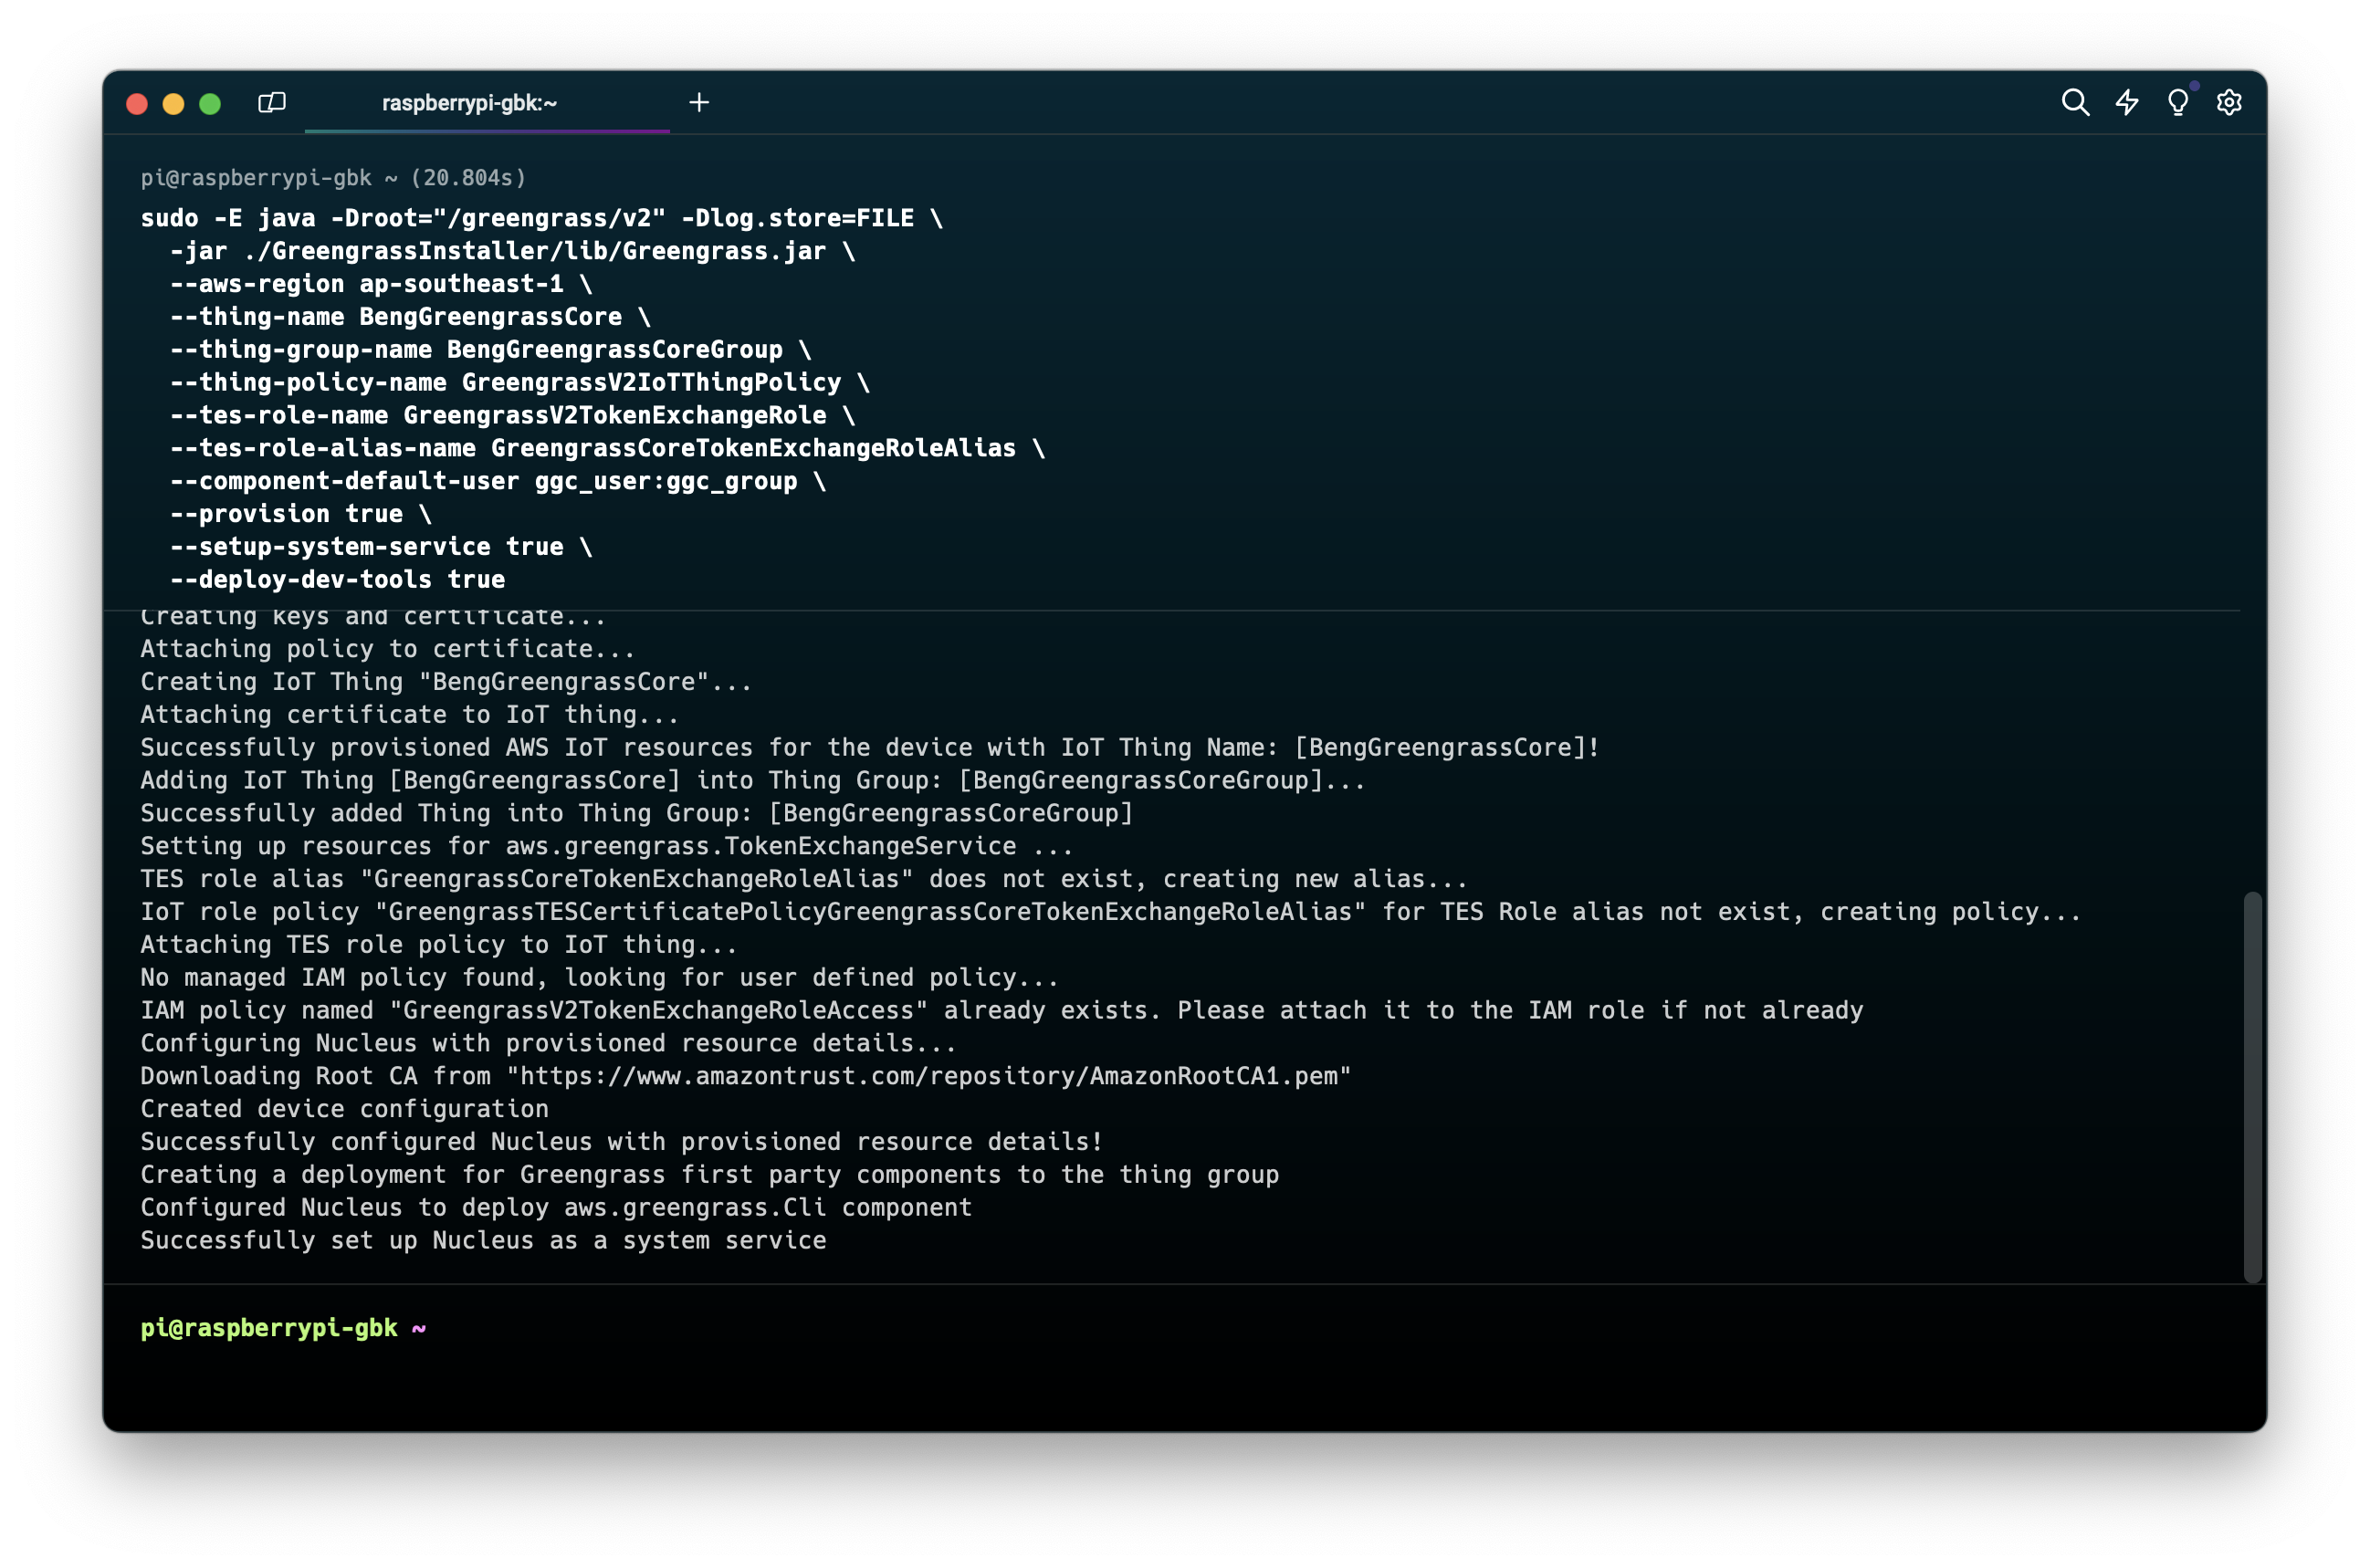 raspberrypi-gbk:~
pi@raspberrypi-gbk ~ (20.804s)
sudo -E java -Droot="/greengrass/v2" -Dlog.store=FILE \
  -jar ./GreengrassInstaller/lib/Greengrass.jar \
  --aws-region ap-southeast-1 \
  --thing-name BengGreengrassCore \
  --thing-group-name BengGreengrassCoreGroup \
  --thing-policy-name GreengrassV2IoTThingPolicy \
  --tes-role-name GreengrassV2TokenExchangeRole \
  --tes-role-alias-name GreengrassCoreTokenExchangeRoleAlias \
  --component-default-user ggc_user:ggc_group \
  --provision true \
  --setup-system-service true \
  --deploy-dev-tools true
Creating keys and certificate...
Attaching policy to certificate...
Creating IoT Thing "BengGreengrassCore"...
Attaching certificate to IoT thing...
Successfully provisioned AWS IoT resources for the device with IoT Thing Name: [BengGreengrassCore]!
Adding IoT Thing [BengGreengrassCore] into Thing Group: [BengGreengrassCoreGroup]...
Successfully added Thing into Thing Group: [BengGreengrassCoreGroup]
Setting up resources for aws.greengrass.TokenExchangeService ...
TES role alias "GreengrassCoreTokenExchangeRoleAlias" does not exist, creating new alias...
IoT role policy "GreengrassTESCertificatePolicyGreengrassCoreTokenExchangeRoleAlias" for TES Role alias not exist, creating policy...
Attaching TES role policy to IoT thing...
No managed IAM policy found, looking for user defined policy...
IAM policy named "GreengrassV2TokenExchangeRoleAccess" already exists. Please attach it to the IAM role if not already
Configuring Nucleus with provisioned resource details...
Downloading Root CA from "https://www.amazontrust.com/repository/AmazonRootCA1.pem"
Created device configuration
Successfully configured Nucleus with provisioned resource details!
Creating a deployment for Greengrass first party components to the thing group
Configured Nucleus to deploy aws.greengrass.Cli component
Successfully set up Nucleus as a system service
pi@raspberrypi-gbk ~